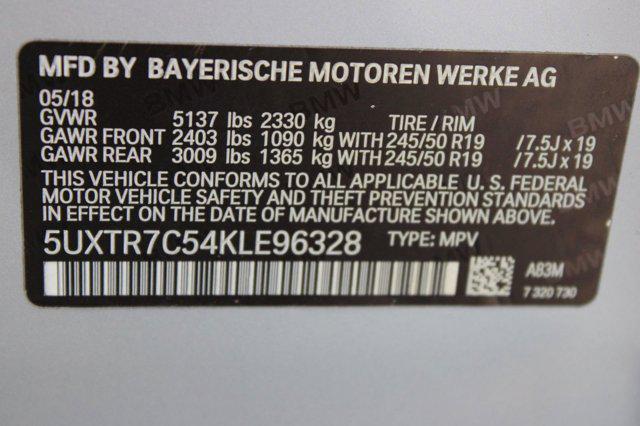 MFD BY BAYERISCHE MOTOREN WERKE AG
05/18
GVWR 5137 lbs 2330 kg TIRE / RIM
GAWR FRONT 2403 lbs 1090 kg WITH 245/50 R19 /7.5J x 19
GAWR REAR 3009 lbs 1365 kg WITH 245/50 R19 /7.5J x 19
THIS VEHICLE CONFORMS TO ALL APPLICABLE U. S. FEDERAL
MOTOR VEHICLE SAFETY AND THEFT PREVENTION STANDARDS
IN EFFECT ON THE DATE OF MANUFACTURE SHOWN ABOVE.
5UXTR7C54KLE96328 TYPE: MPV
A83M
7 320 730
BMW